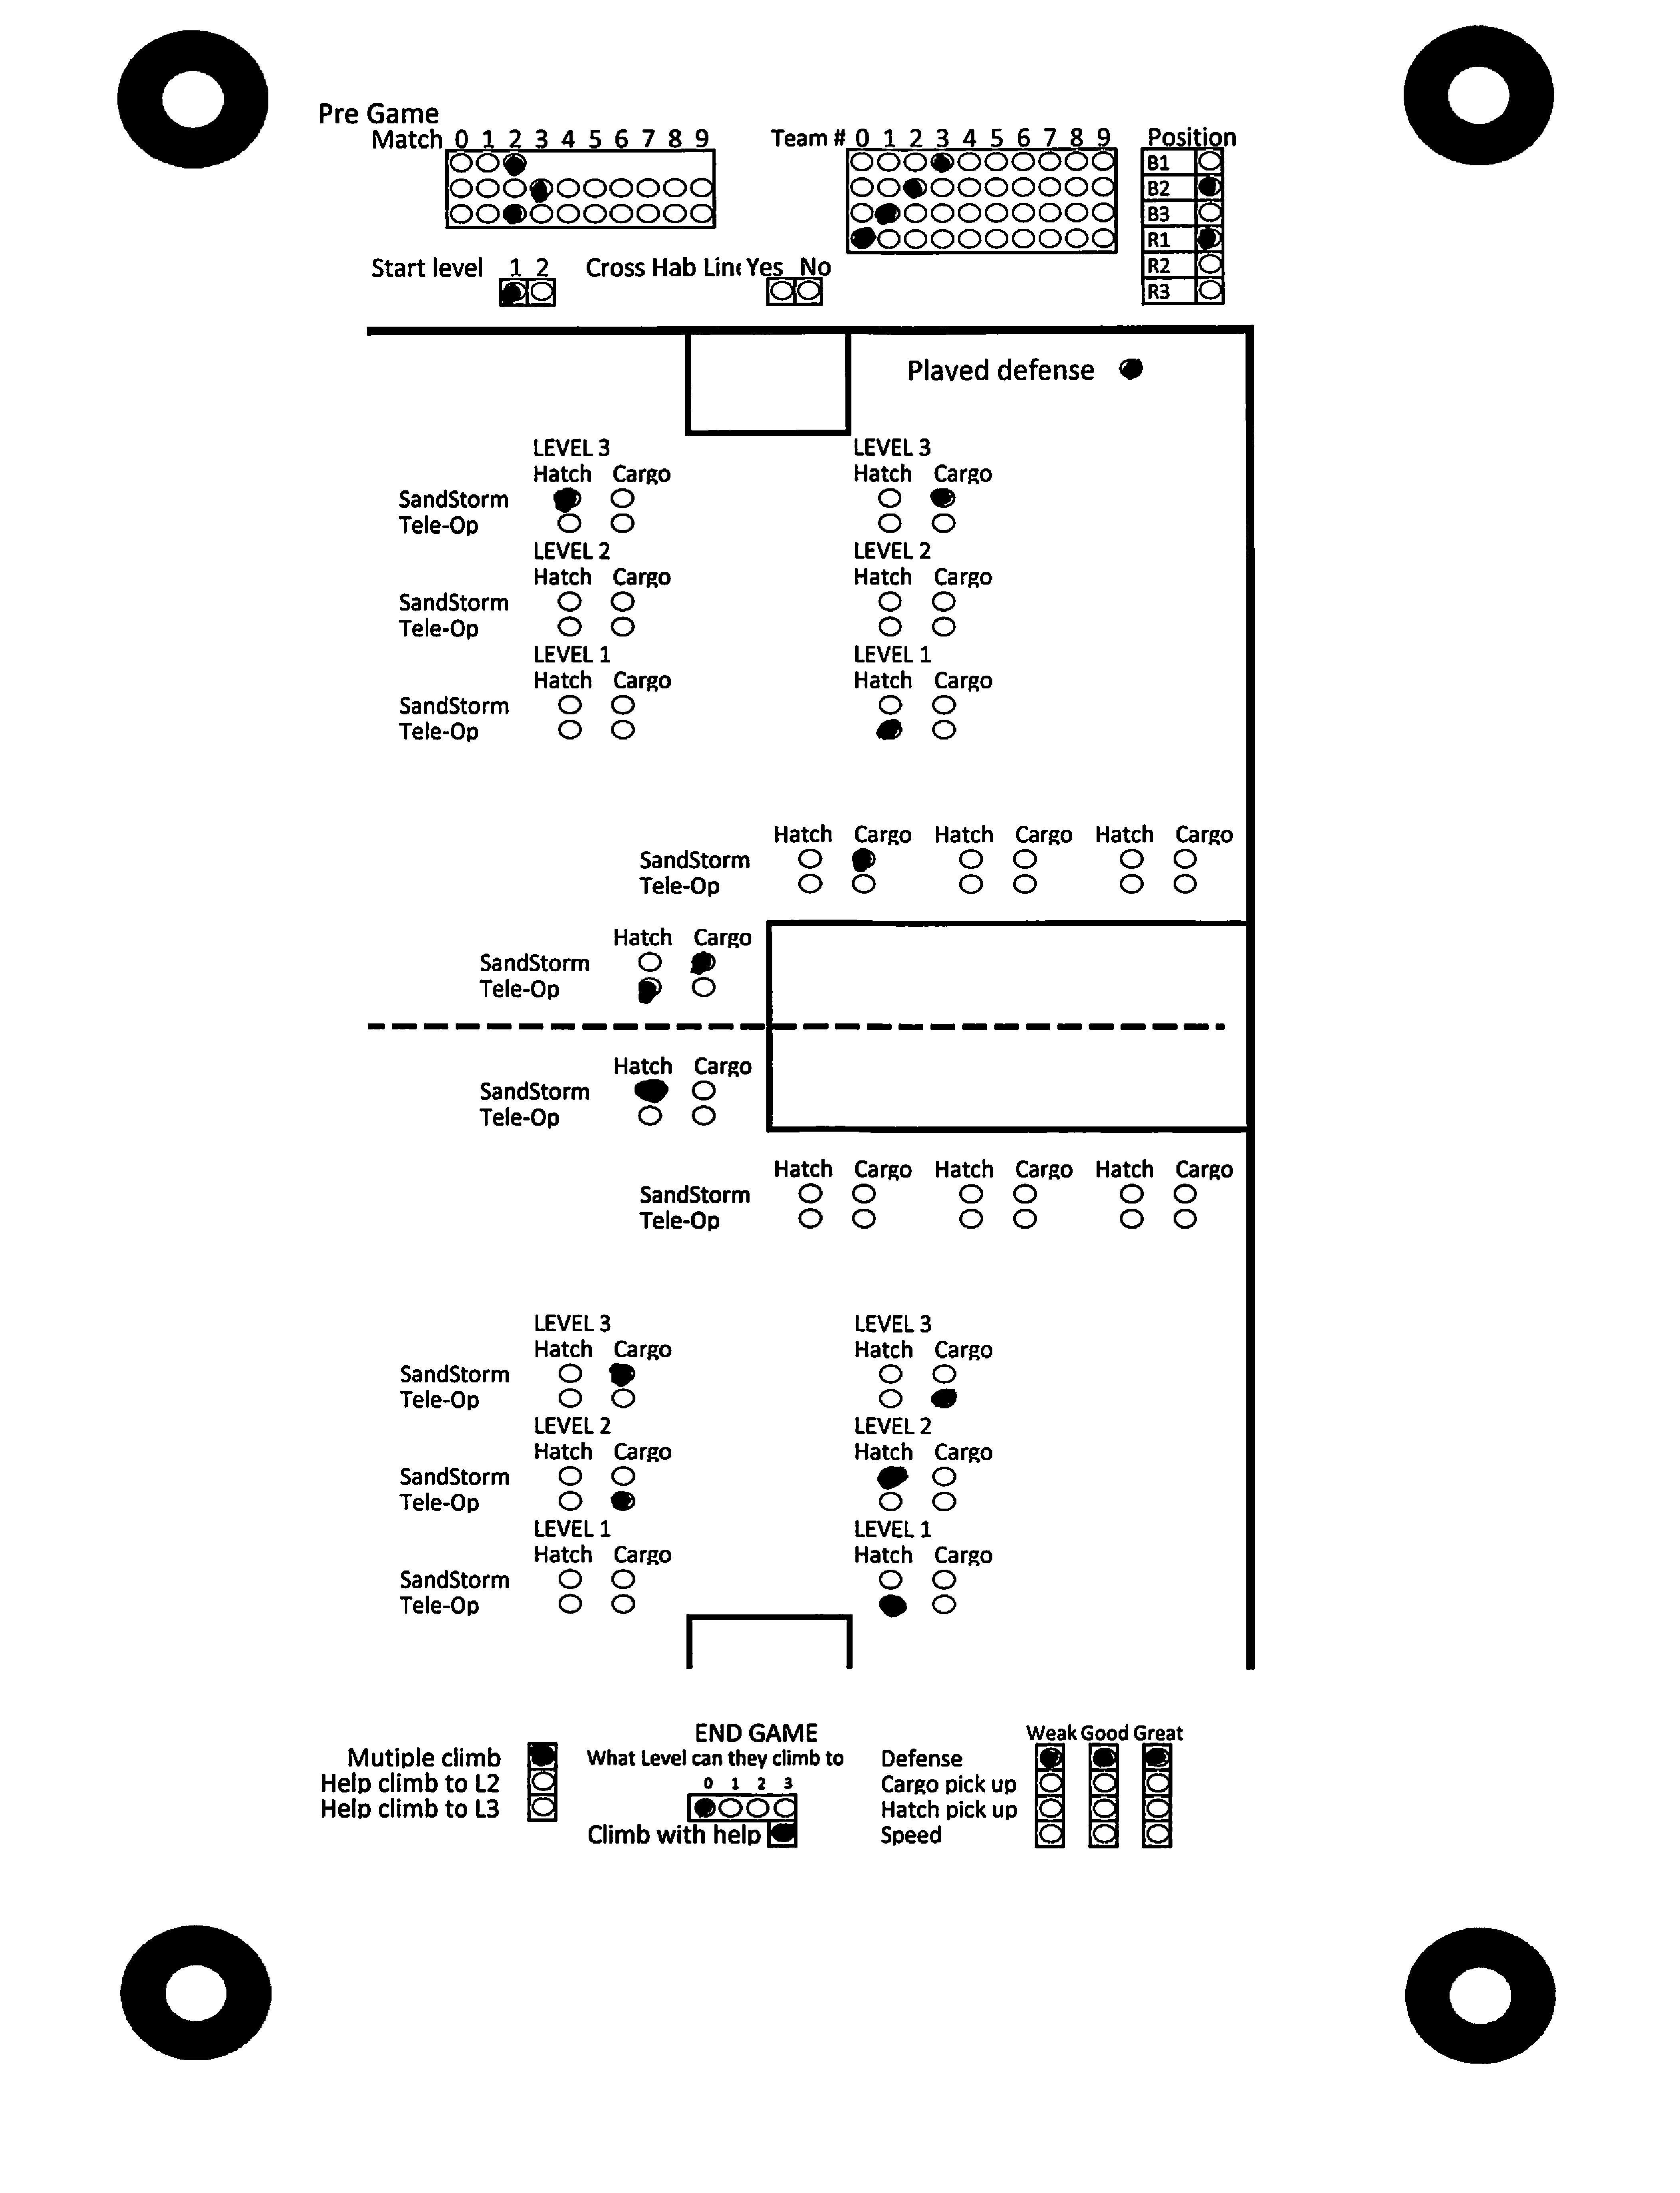 Pre Game
Match 0 1 2 3 4 5 6 7 8 9 Team # 0 1 2 3 4 5 6 7 8 9 Position
B1
B2
B3
R1
R2
R3
Start level 1 2 Cross Hab Line Yes No
Played defense
LEVEL 3 LEVEL 3
Hatch Cargo Hatch Cargo
SandStorm
Tele-Op
LEVEL 2 LEVEL 2
Hatch Cargo Hatch Cargo
SandStorm
Tele-Op
LEVEL 1 LEVEL 1
Hatch Cargo Hatch Cargo
SandStorm
Tele-Op
Hatch Cargo Hatch Cargo Hatch Cargo
SandStorm
Tele-Op
Hatch Cargo
SandStorm
Tele-Op
Hatch Cargo
SandStorm
Tele-Op
Hatch Cargo Hatch Cargo Hatch Cargo
SandStorm
Tele-Op
LEVEL 3 LEVEL 3
Hatch Cargo Hatch Cargo
SandStorm
Tele-Op
LEVEL 2 LEVEL 2
Hatch Cargo Hatch Cargo
SandStorm
Tele-Op
LEVEL 1 LEVEL 1
Hatch Cargo Hatch Cargo
SandStorm
Tele-Op
Mutiple climb
Help climb to L2
Help climb to L3
END GAME
What Level can they climb to
0 1 2 3
Climb with help
Weak Good Great
Defense
Cargo pick up
Hatch pick up
Speed